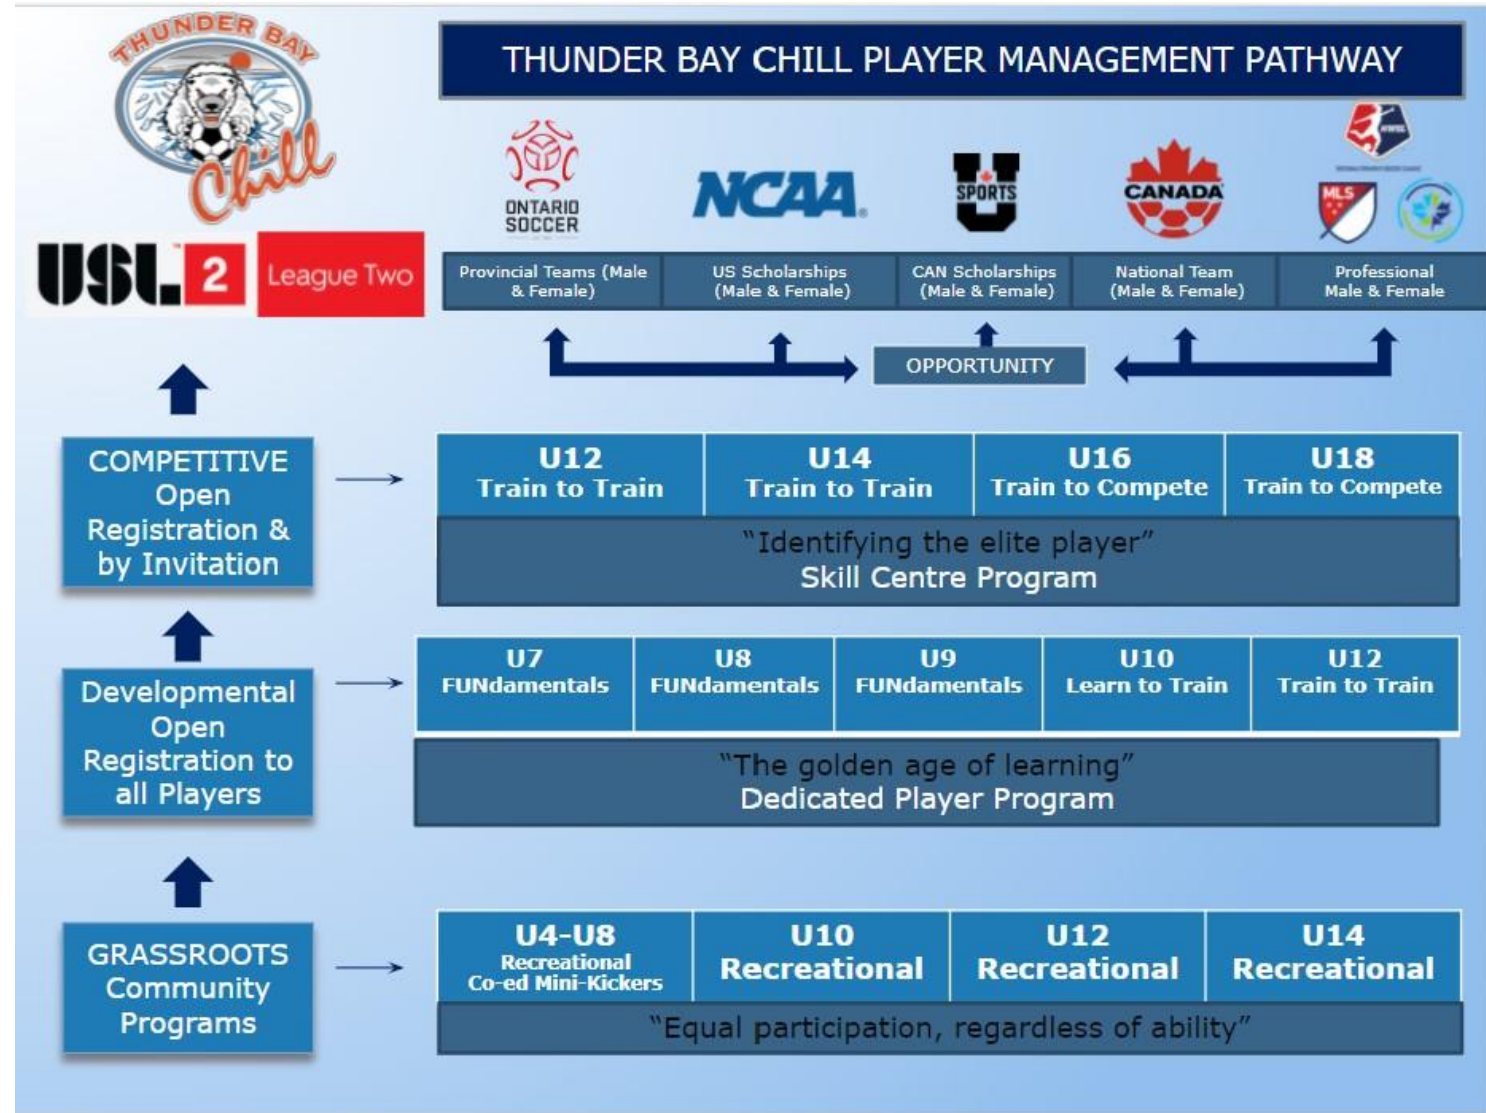 THUNDER BAY
Chill
USL 2
™
League Two
THUNDER BAY CHILL PLAYER MANAGEMENT PATHWAY
ONTARIO
SOCCER
NCAA®
U
SPORTS
CANADA
NWSL
MLS
Provincial Teams (Male
& Female)
US Scholarships
(Male & Female)
CAN Scholarships
(Male & Female)
National Team
(Male & Female)
Professional
Male & Female
OPPORTUNITY
COMPETITIVE
Open
Registration &
by Invitation
U12
Train to Train
U14
Train to Train
U16
Train to Compete
U18
Train to Compete
“Identifying the elite player”
Skill Centre Program
Developmental
Open
Registration to
all Players
U7
FUNdamentals
U8
FUNdamentals
U9
FUNdamentals
U10
Learn to Train
U12
Train to Train
“The golden age of learning”
Dedicated Player Program
GRASSROOTS
Community
Programs
U4-U8
Recreational
Co-ed Mini-Kickers
U10
Recreational
U12
Recreational
U14
Recreational
“Equal participation, regardless of ability”